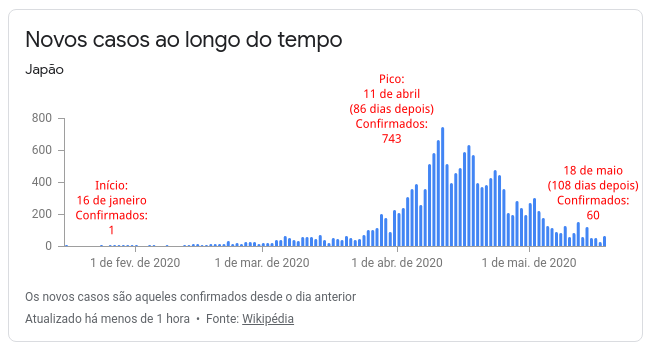 Novos casos ao longo do tempo
Japão
Pico:
11 de abril
(86 dias depois)
Confirmados:
743
800
600
400
200
0
Início:
16 de janeiro
Confirmados:
1
18 de maio
(108 dias depois)
Confirmados:
60
1 de fev. de 2020
1 de mar. de 2020
1 de abr. de 2020
1 de mai. de 2020
Os novos casos são aqueles confirmados desde o dia anterior
Atualizado há menos de 1 hora • Fonte: Wikipédia